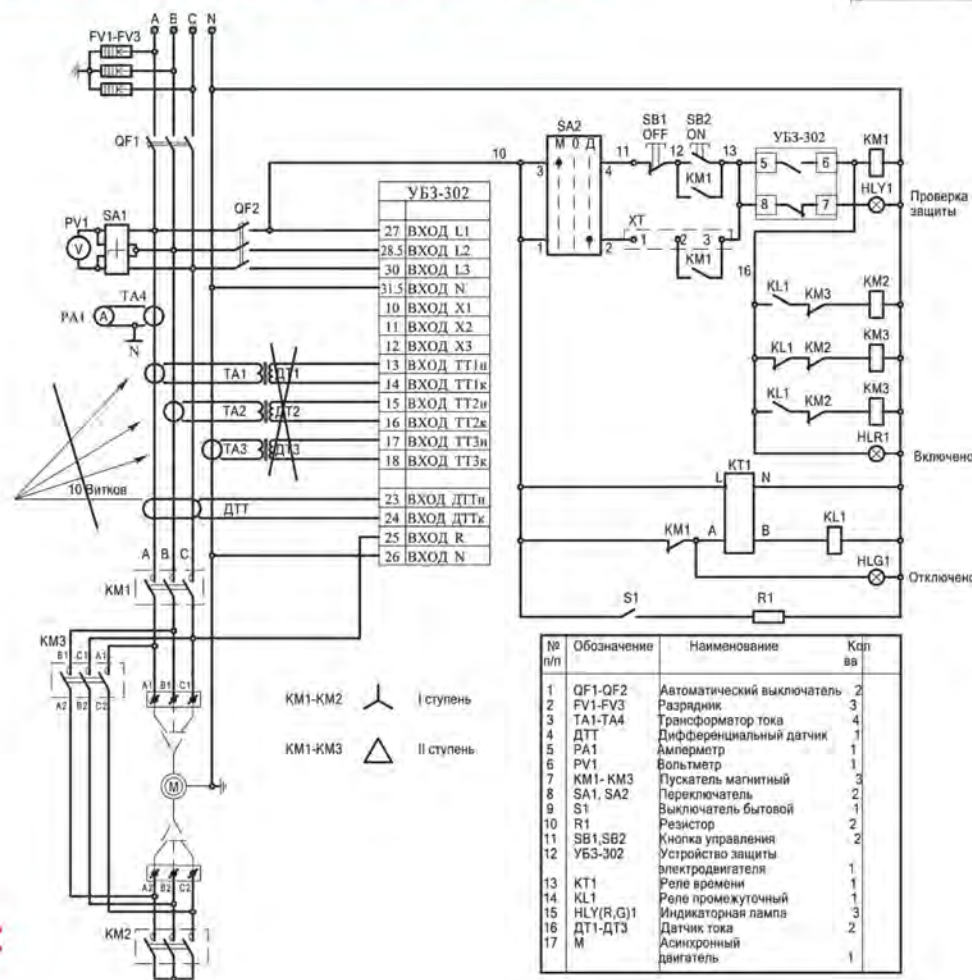 A B C N
FV1-FV3
QF1
PV1
V
SA1
QF2
TA4
PA1
A
N
TA1
TA2
TA3
ДТ1
ДТ2
ДТ3
10 Витков
ДТТ
A B C
KM1
KM3
B1 C1 A1
A2 B2 C2
A1 B1 C1
M
A2 B2 C2
KM2
УБЗ-302
27 ВХОД L1
28.5 ВХОД L2
30 ВХОД L3
31.5 ВХОД N
10 ВХОД X1
11 ВХОД X2
12 ВХОД X3
13 ВХОД ТТ1н
14 ВХОД ТТ1к
15 ВХОД ТТ2н
16 ВХОД ТТ2к
17 ВХОД ТТ3н
18 ВХОД ТТ3к
23 ВХОД ДТТн
24 ВХОД ДТТк
25 ВХОД R
26 ВХОД N
KM1-KM2 I ступень
KM1-KM3 II ступень
10
SA2
М О Д
3 4
1 2
11
SB1
OFF
12
SB2
ON
13
KM1
УБЗ-302
5 6
8 7
KM1
HLY1
Проверка
защиты
XT
1 2 3
KM1
16
KL1 KM3 KM2
KL1 KM2 KM3
KL1 KM2 KM3
HLR1
Включено
KT1
L N
KM1 A B KL1
HLG1
Отключено
S1 R1
№ п/п Обозначение Наименование Кол ва
1 QF1-QF2 Автоматический выключатель 2
2 FV1-FV3 Разрядник 3
3 TA1-TA4 Трансформатор тока 4
4 ДТТ Дифференциальный датчик 1
5 PA1 Амперметр 1
6 PV1 Вольтметр 1
7 KM1- KM3 Пускатель магнитный 3
8 SA1, SA2 Переключатель 2
9 S1 Выключатель бытовой 1
10 R1 Резистор 2
11 SB1,SB2 Кнопка управления 2
12 УБЗ-302 Устройство защиты
электродвигателя 1
13 KT1 Реле времени 1
14 KL1 Реле промежуточный 1
15 HLY(R,G)1 Индикаторная лампа 3
16 ДТ1-ДТ3 Датчик тока 2
17 M Асинхронный
двигатель 1